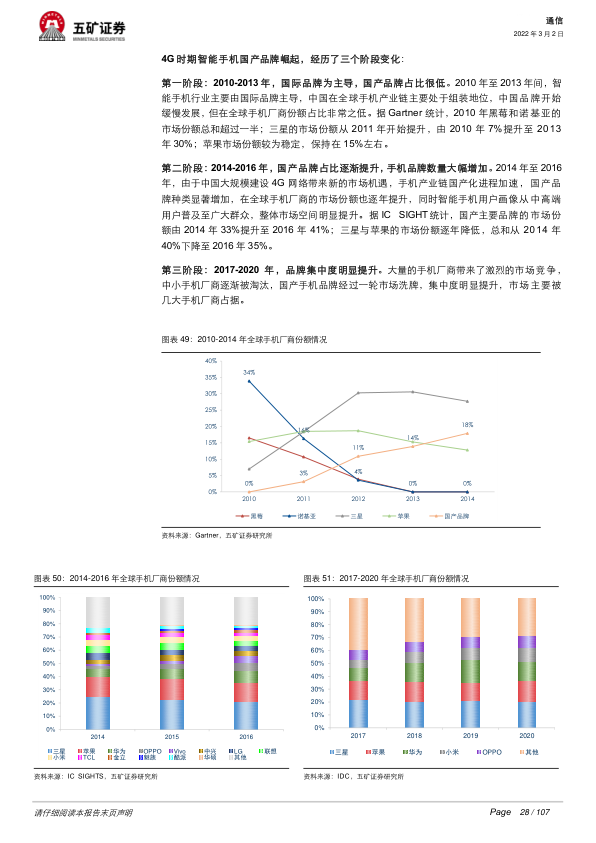 五矿证券
MINMETALS SECURITIES
通信
2022 年 3 月 2 日
4G 时期智能手机国产品牌崛起，经历了三个阶段变化：
第一阶段：2010-2013 年，国际品牌为主导，国产品牌占比很低。2010 年至 2013 年间，智
能手机行业主要由国际品牌主导，中国在全球手机产业链主要处于组装地位，中国品牌开始
缓慢发展，但在全球手机厂商份额占比非常之低。据 Gartner 统计，2010 年黑莓和诺基亚的
市场份额总和超过一半；三星的市场份额从 2011 年开始提升，由 2010 年 7%提升至 2013
年 30%；苹果市场份额较为稳定，保持在 15%左右。
第二阶段：2014-2016 年，国产品牌占比逐渐提升，手机品牌数量大幅增加。2014 年至 2016
年，由于中国大规模建设 4G 网络带来新的市场机遇，手机产业链国产化进程加速，国产品
牌种类显著增加，在全球手机厂商的市场份额也逐年提升，同时智能手机用户画像从中高端
用户普及至广大群众，整体市场空间明显提升。据 IC SIGHT 统计，国产主要品牌的市场份
额由 2014 年 33%提升至 2016 年 41%；三星与苹果的市场份额逐年降低，总和从 2014 年
40%下降至 2016 年 35%。
第三阶段：2017-2020 年，品牌集中度明显提升。大量的手机厂商带来了激烈的市场竞争，
中小手机厂商逐渐被淘汰，国产手机品牌经过一轮市场洗牌，集中度明显提升，市场主要被
几大手机厂商占据。
图表 49：2010-2014 年全球手机厂商份额情况
40%
35%
30%
25%
20%
15%
10%
5%
0%
34%
16%
4%
0%
0%
0%
3%
11%
14%
18%
2010 2011 2012 2013 2014
黑莓 诺基亚 三星 苹果 国产品牌
资料来源：Gartner，五矿证券研究所
图表 50：2014-2016 年全球手机厂商份额情况
100%
90%
80%
70%
60%
50%
40%
30%
20%
10%
0%
2014 2015 2016
三星 苹果 华为 OPPO Vivo 中兴 LG 联想
小米 TCL 金立 魅族 酷派 华硕 其他
资料来源：IC SIGHTS，五矿证券研究所
图表 51：2017-2020 年全球手机厂商份额情况
100%
90%
80%
70%
60%
50%
40%
30%
20%
10%
0%
2017 2018 2019 2020
三星 苹果 华为 小米 OPPO 其他
资料来源：IDC，五矿证券研究所
请仔细阅读本报告末页声明
Page 28 / 107